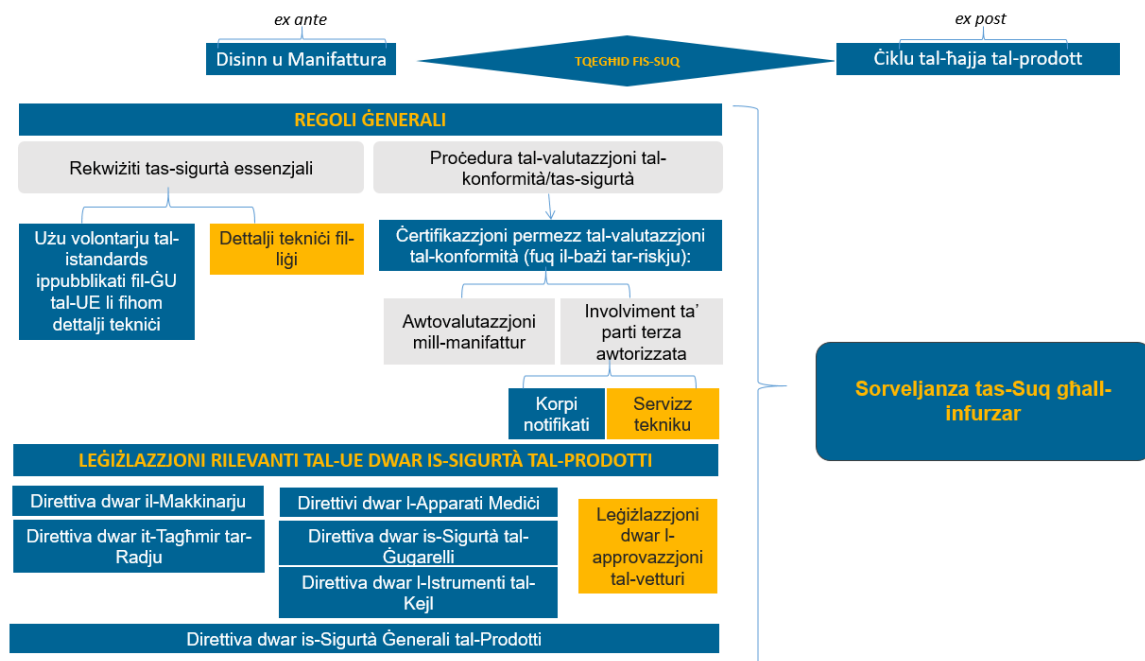 ex ante
ex post
Disinn u Manifattura
TQEGĦID FIS-SUQ
Ċiklu tal-ħajja tal-prodott
REGOLI ĠENERALI
Rekwiżiti tas-sigurtà essenzjali
Proċedura tal-valutazzjoni tal-
konformità/tas-sigurtà
Użu volontarju tal-
istandards
ippubblikati fil-ĠU
tal-UE li fihom
dettalji tekniċi
Dettalji tekniċi fil-
liġi
Ċertifikazzjoni permezz tal-valutazzjoni
tal-konformità (fuq il-bażi tar-riskju):
Awtovalutazzjoni
mill-manifattur
Involviment ta’
parti terza
awtorizzata
Korpi
notifikati
Servizz
tekniku
Sorveljanza tas-Suq għall-
infurzar
LEĠIŻLAZZJONI RILEVANTI TAL-UE DWAR IS-SIGURTÀ TAL-PRODOTTI
Direttiva dwar il-Makkinarju
Direttiva dwar it-Tagħmir tar-
Radju
Direttivi dwar l-Apparati Mediċi
Direttiva dwar is-Sigurtà tal-
Ġugarelli
Direttiva dwar l-Istrumenti tal-
Kejl
Leġiżlazzjoni
dwar l-
approvazzjoni
tal-vetturi
Direttiva dwar is-Sigurtà Ġenerali tal-Prodotti